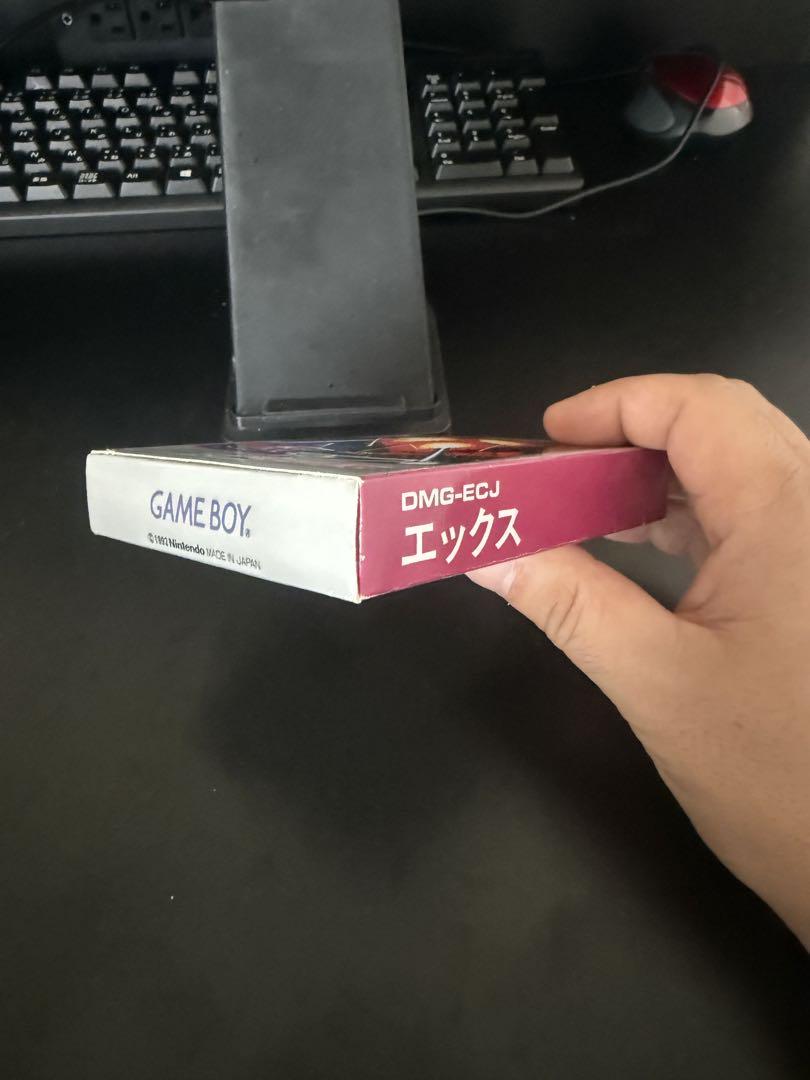 GAME BOY®
©1992 Nintendo MADE IN JAPAN
DMG-ECJ
エックス